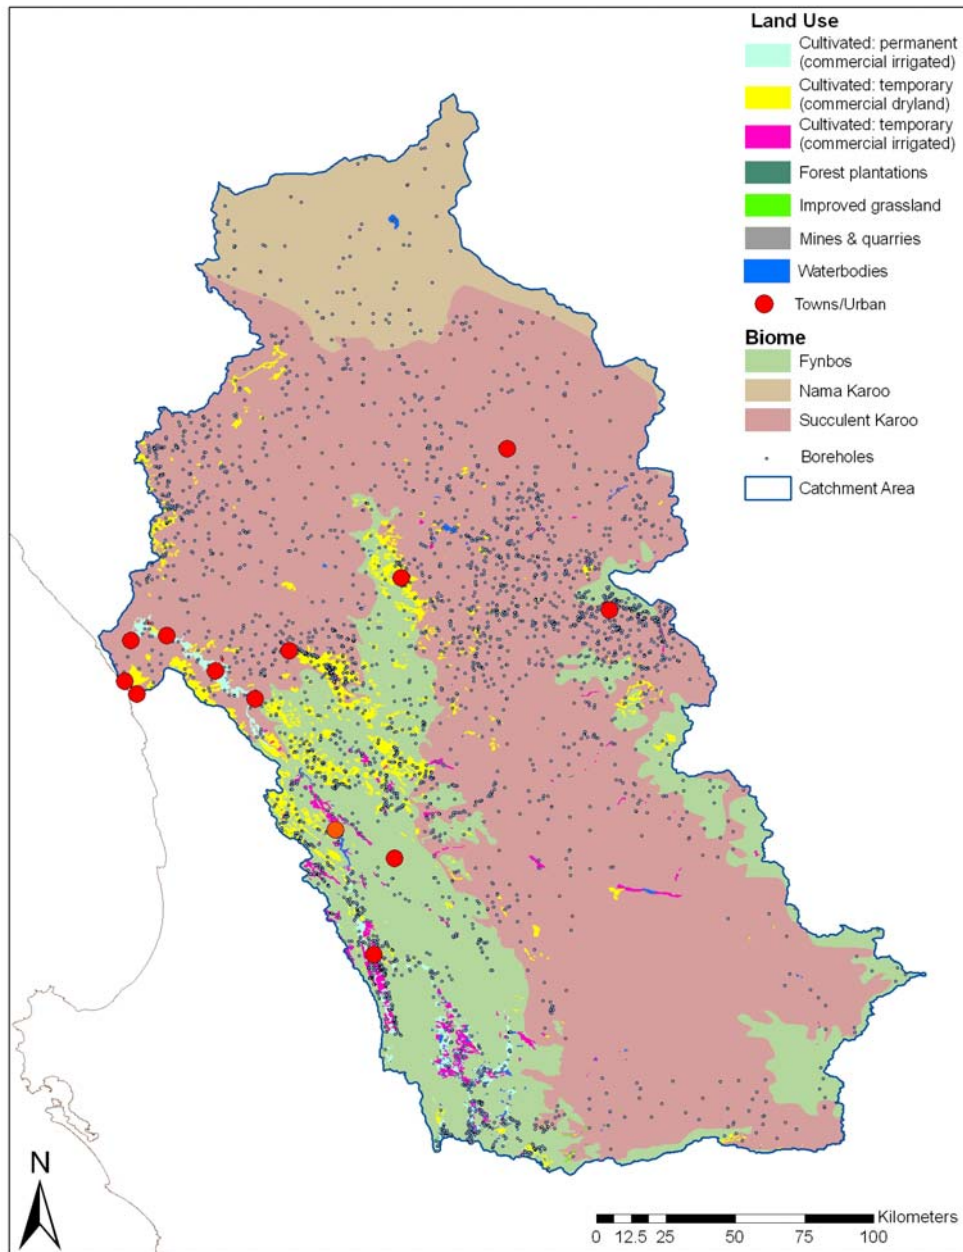 Land Use
Cultivated: permanent
(commercial irrigated)
Cultivated: temporary
(commercial dryland)
Cultivated: temporary
(commercial irrigated)
Forest plantations
Improved grassland
Mines & quarries
Waterbodies
Towns/Urban
Biome
Fynbos
Nama Karoo
Succulent Karoo
Boreholes
Catchment Area
N
Kilometers
0 12.5 25 50 75 100